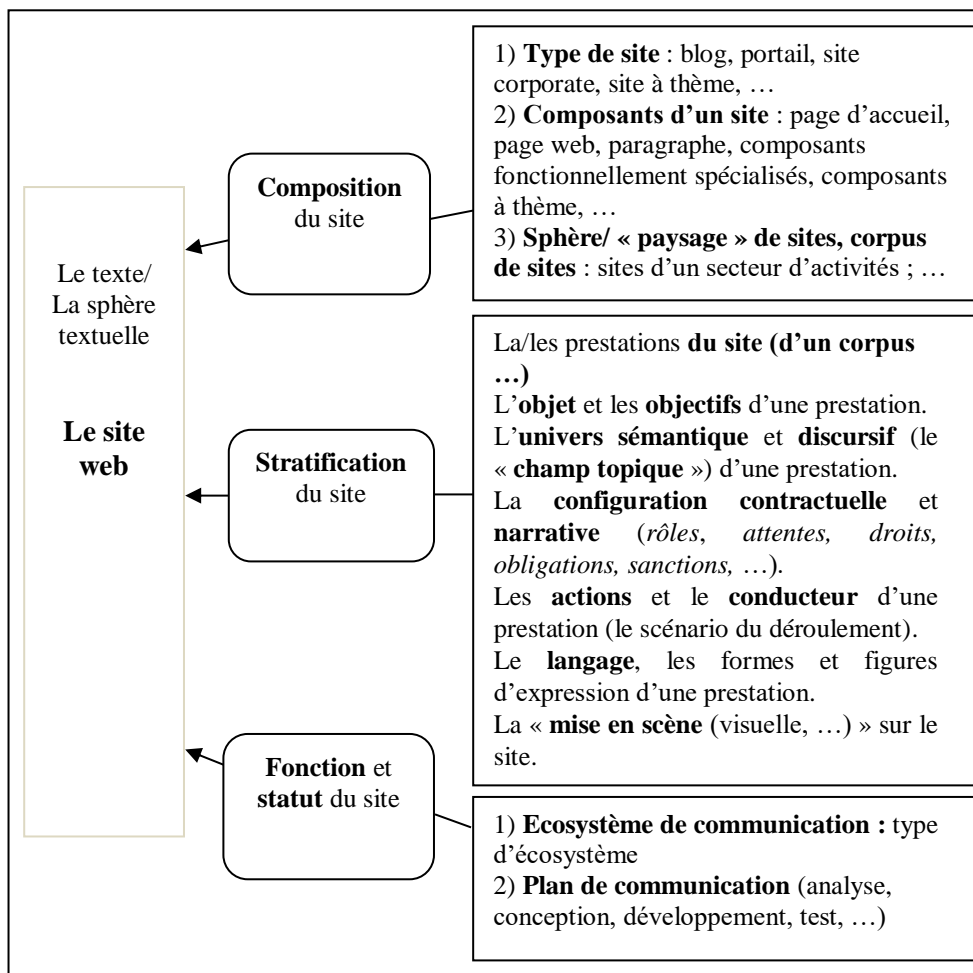 Le texte/
La sphère
textuelle
Le site
web
Composition
du site
1) Type de site : blog, portail, site
corporate, site à thème, …
2) Composants d’un site : page d’accueil,
page web, paragraphe, composants
fonctionnellement spécialisés, composants
à thème, …
3) Sphère/ « paysage » de sites, corpus
de sites : sites d’un secteur d’activités ; …
Stratification
du site
La/les prestations du site (d’un corpus
…)
L’objet et les objectifs d’une prestation.
L’univers sémantique et discursif (le
« champ topique ») d’une prestation.
La configuration contractuelle et
narrative (rôles, attentes, droits,
obligations, sanctions, …).
Les actions et le conducteur d’une
prestation (le scénario du déroulement).
Le langage, les formes et figures
d’expression d’une prestation.
La « mise en scène (visuelle, …) » sur le
site.
Fonction et
statut du site
1) Ecosystème de communication : type
d’écosystème
2) Plan de communication (analyse,
conception, développement, test, …)